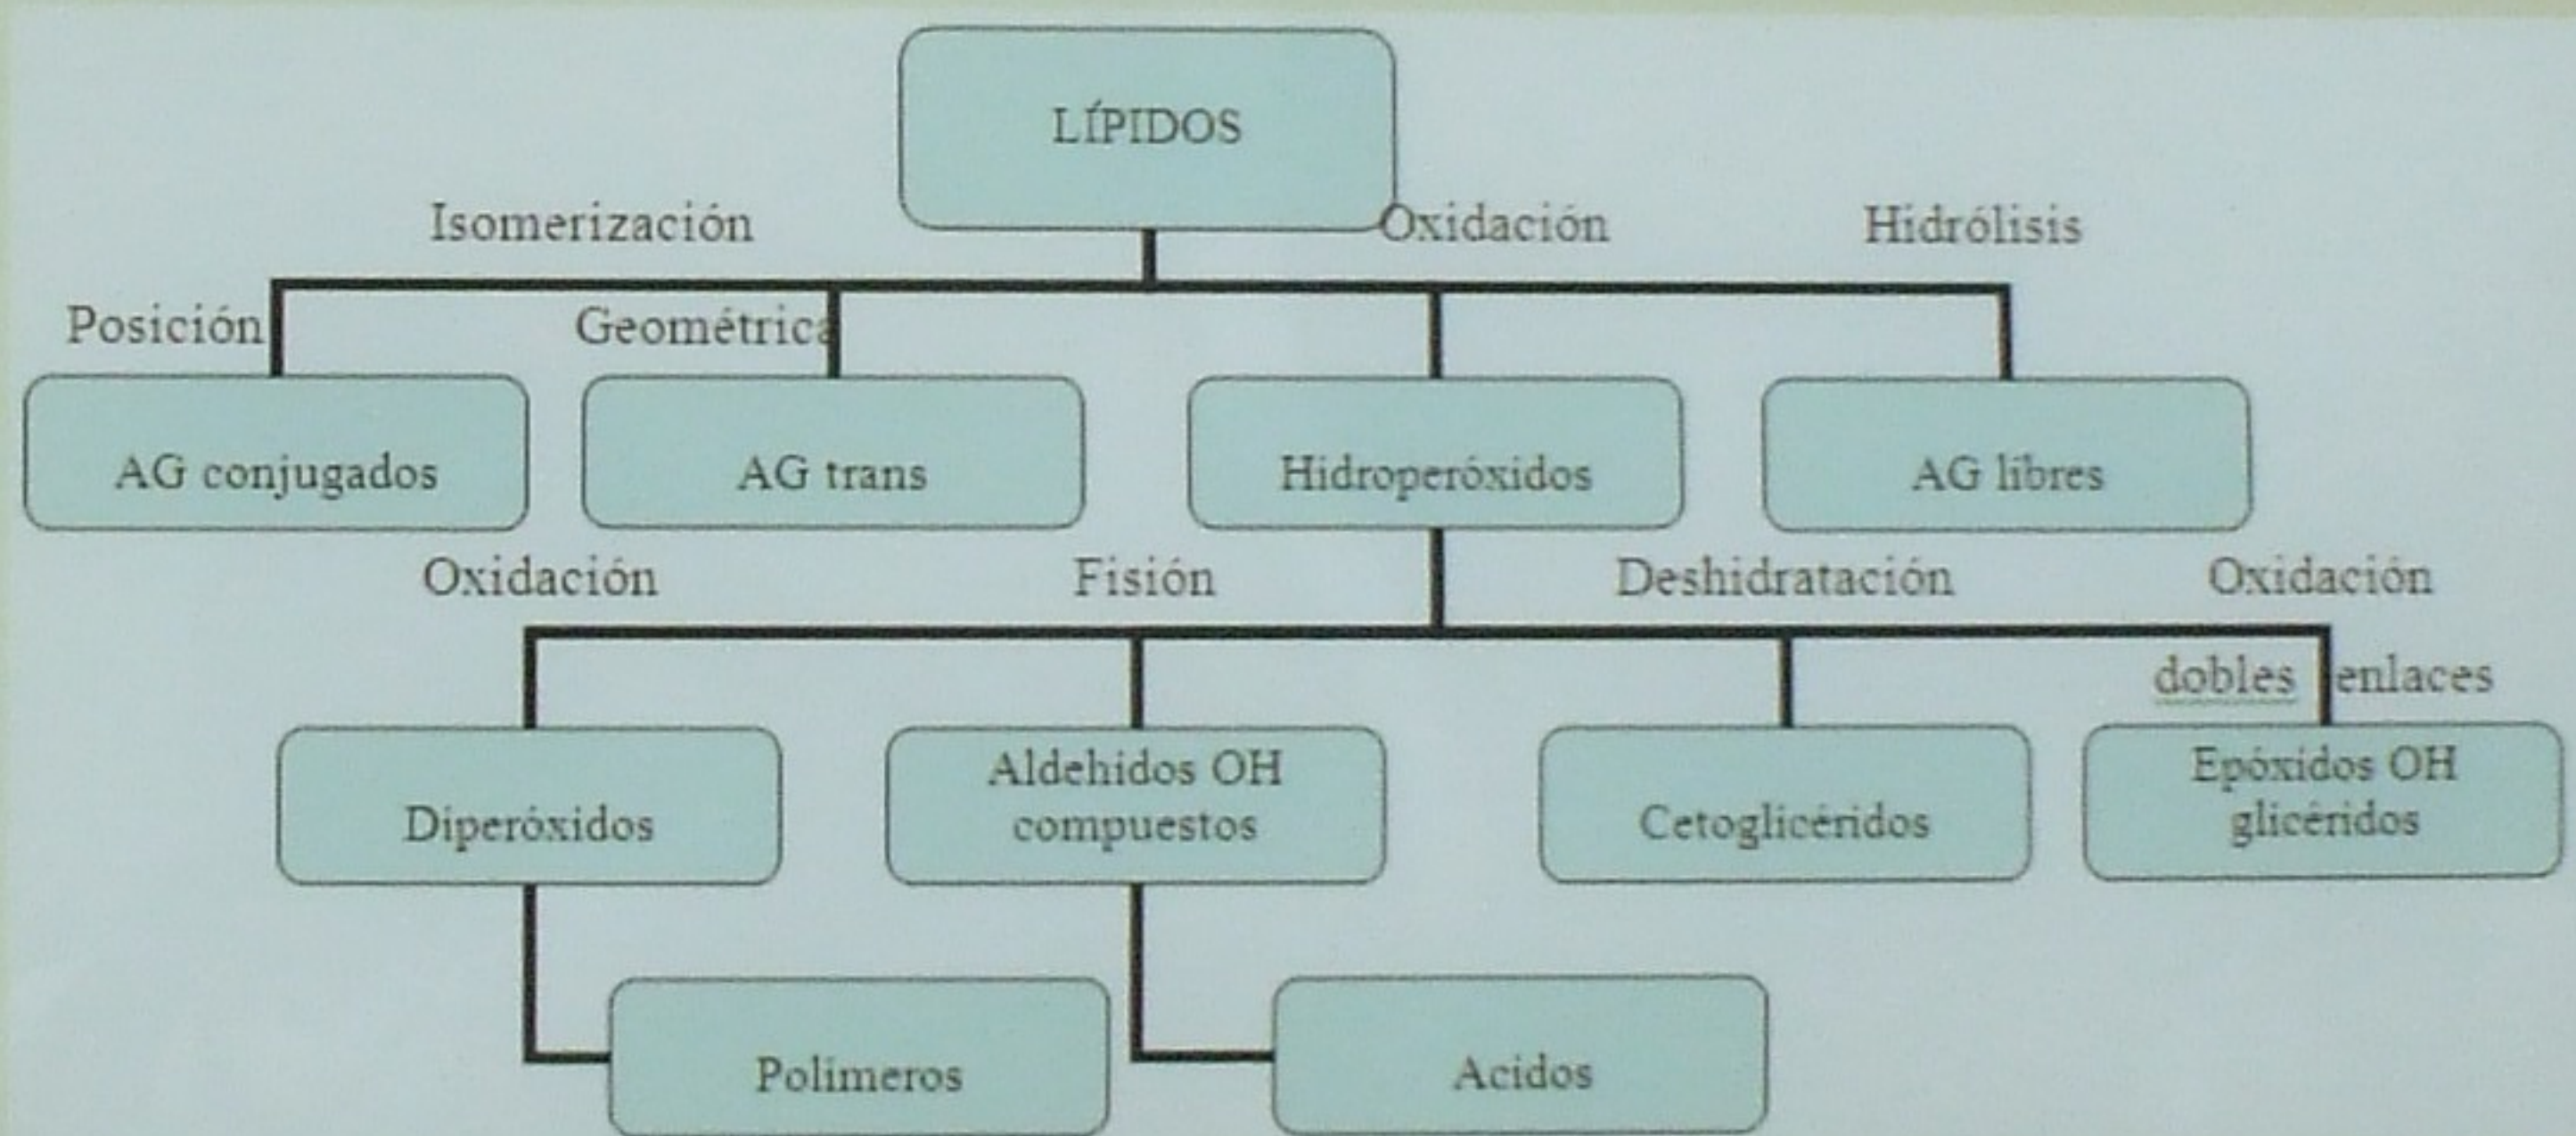 LÍPIDOS
Isomerización
Oxidación
Hidrólisis
Posición
Geométrica
AG conjugados
AG trans
Hidroperóxidos
AG libres
Oxidación
Fisión
Deshidratación
Oxidación
dobles enlaces
Diperóxidos
Aldehidos OH
compuestos
Cetoglicéridos
Epóxidos OH
glicéridos
Polimeros
Acidos